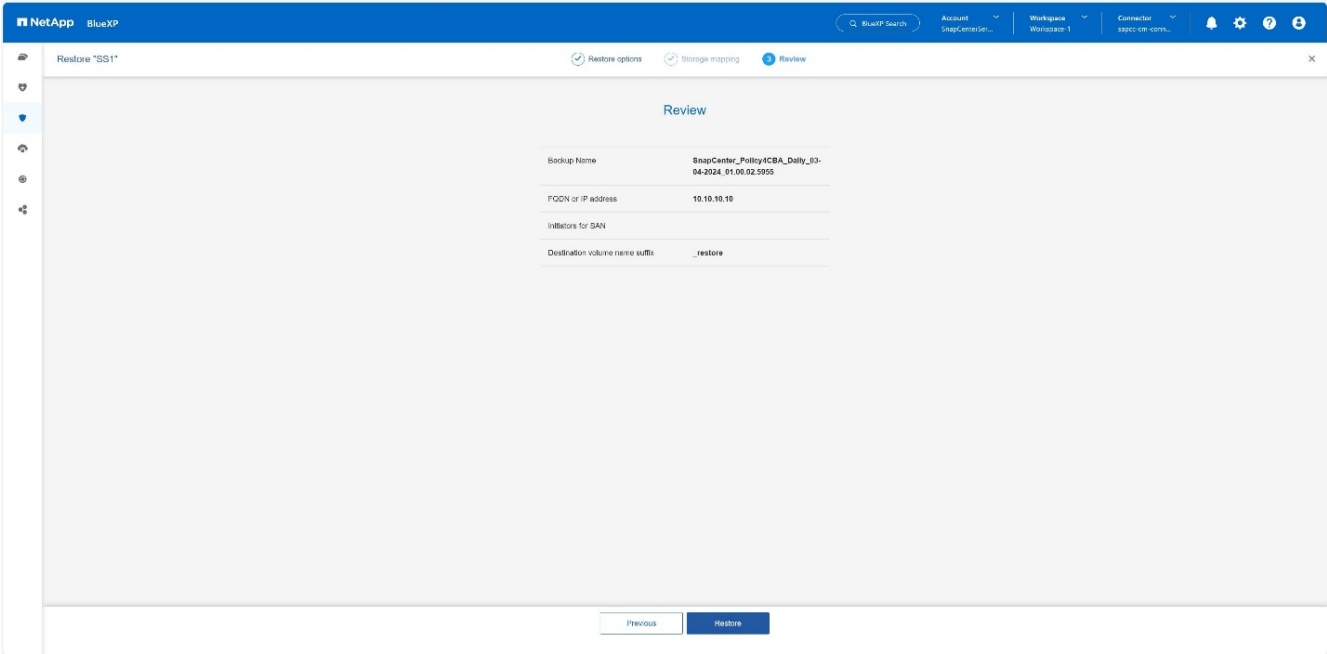 NetApp BlueXP
BlueXP Search
Account
SnapCenterSer...
Workspace
Workspace-1
Connector
sapcc-cm-conn...
Restore "SS1"
Restore options
Storage mapping
3 Review
Review
Backup Name
SnapCenter_Policy4CBA_Daily_03-
04-2024_01.00.02.5955
FQDN or IP address
10.10.10.10
Initiators for SAN
Destination volume name suffix
_restore
Previous
Restore